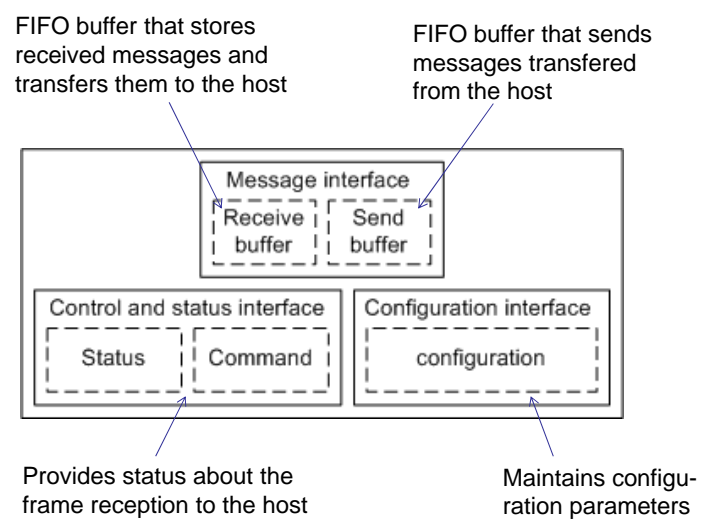 FIFO buffer that stores
received messages and
transfers them to the host
FIFO buffer that sends
messages transfered
from the host
Message interface
Receive
buffer
Send
buffer
Control and status interface
Status
Command
Configuration interface
configuration
Provides status about the
frame reception to the host
Maintains configu-
ration parameters